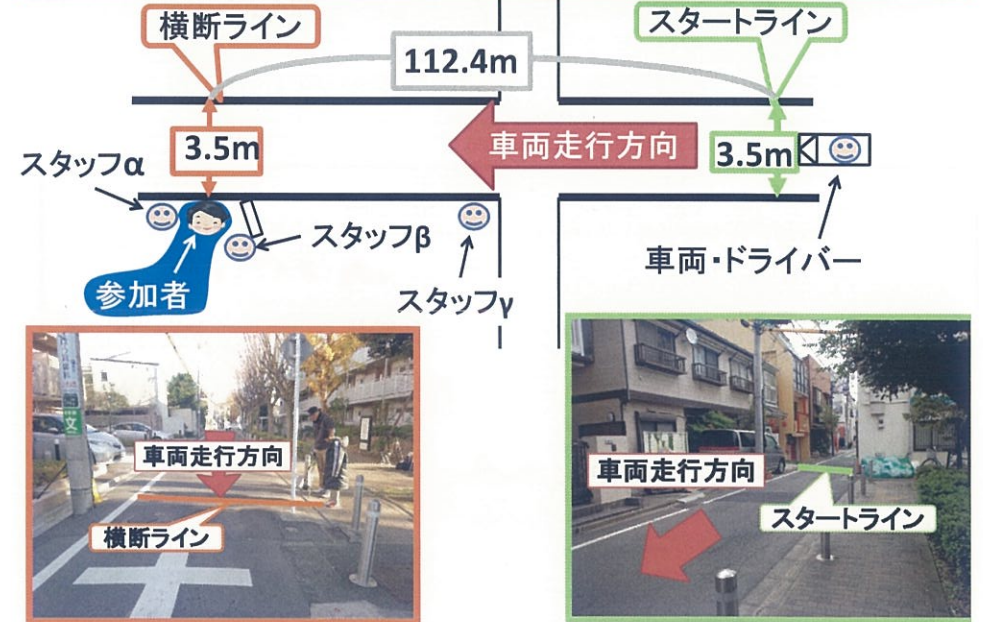 横断ライン
スタートライン
112.4m
3.5m
車両走行方向
3.5m
スタッフα
スタッフβ
車両・ドライバー
参加者
スタッフγ
車両走行方向
横断ライン
文
車両走行方向
スタートライン